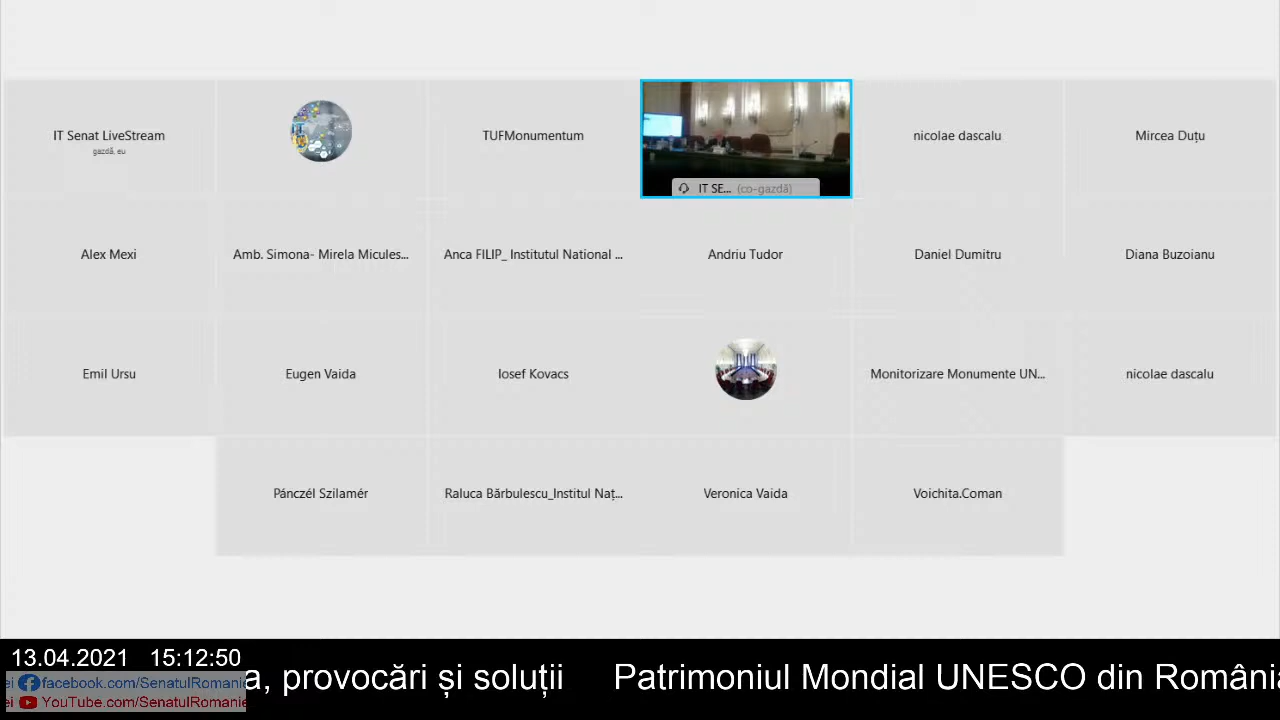 IT Senat LiveStream
gazdă, eu
TUFMonumentum
IT SE... (co-gazdă)
nicolae dascalu
Mircea Duțu
Alex Mexi
Amb. Simona- Mirela Micules...
Anca FILIP_ Institutul National ...
Andriu Tudor
Daniel Dumitru
Diana Buzoianu
Emil Ursu
Eugen Vaida
Iosef Kovacs
Monitorizare Monumente UN...
nicolae dascalu
Pánczél Szilamér
Raluca Bărbulescu_Institul Naț...
Veronica Vaida
Voichita.Coman
13.04.2021 15:12:50
ei facebook.com/SenatulRomanie
ei YouTube.com/SenatulRomanie
a, provocări și soluții Patrimoniul Mondial UNESCO din Români